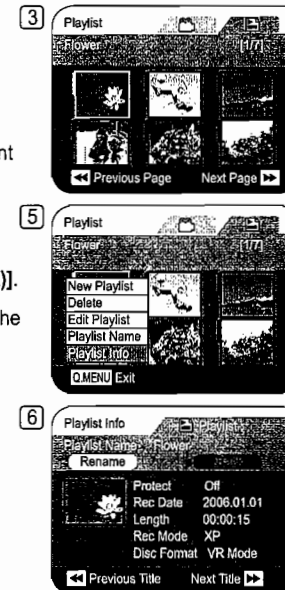 3
Playlist
Flower [1/7]
nt
Previous Page Next Page
5
Playlist
Flower [1/7]
)].
New Playlist
he
Delete
Edit Playlist
Playlist Name
Playlist Info
Q.MENU Exit
6
Playlist Info Playlist
Playlist Name : Flower
Rename
Protect Off
Rec Date 2006.01.01
Length 00:00:15
Rec Mode XP
Disc Format VR Mode
Previous Title Next Title